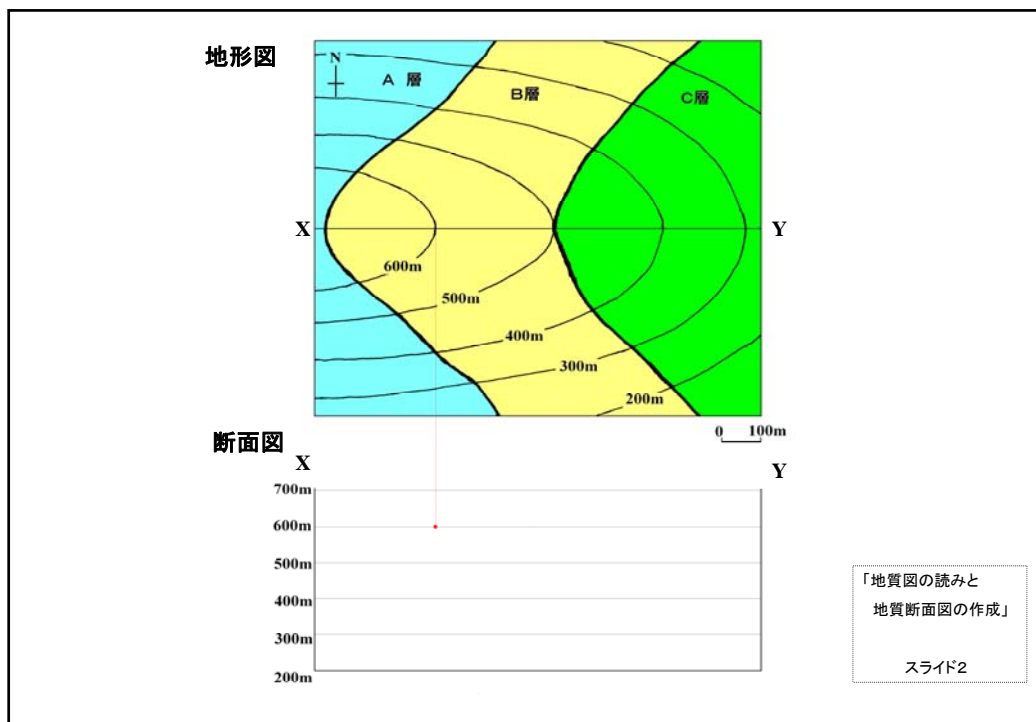 地形図
N
A 層
B層
C層
X
Y
600m
500m
400m
300m
200m
0 100m
断面図
X
Y
700m
600m
500m
400m
300m
200m
「地質図の読みと
地質断面図の作成」
スライド2